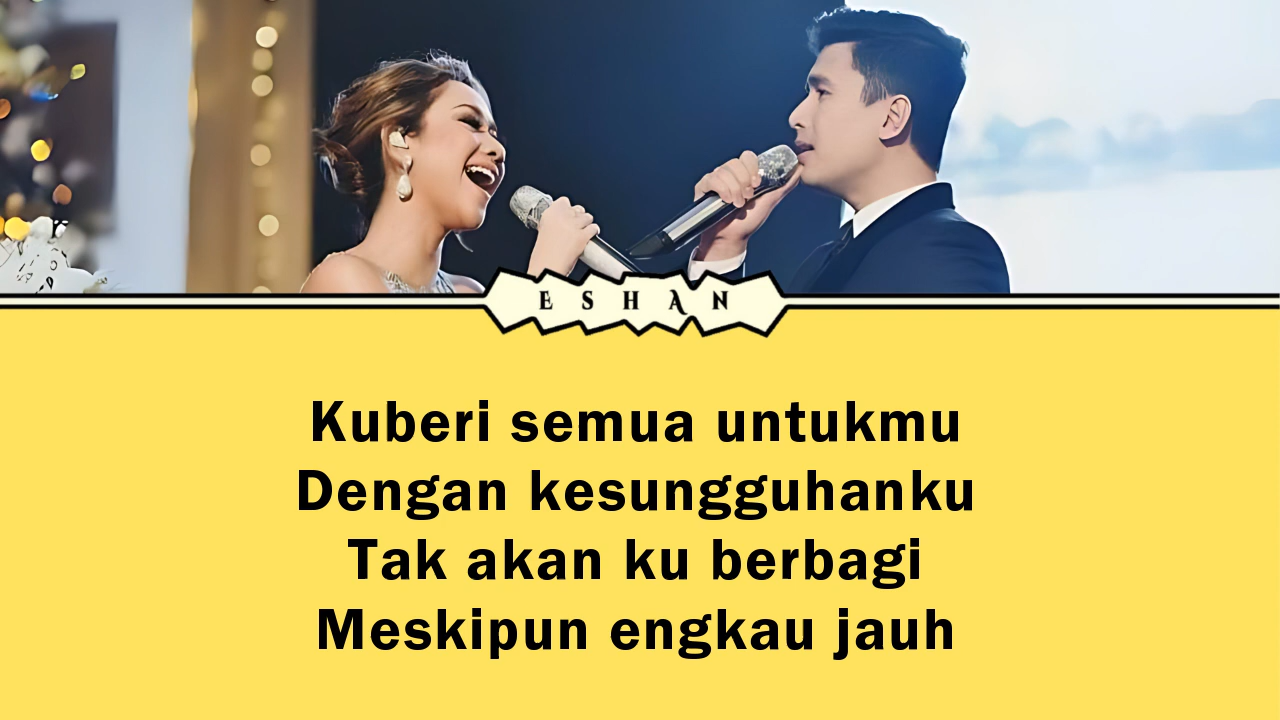 ESHAN
Kuberi semua untukmu
Dengan kesungguhanku
Tak akan ku berbagi
Meskipun engkau jauh